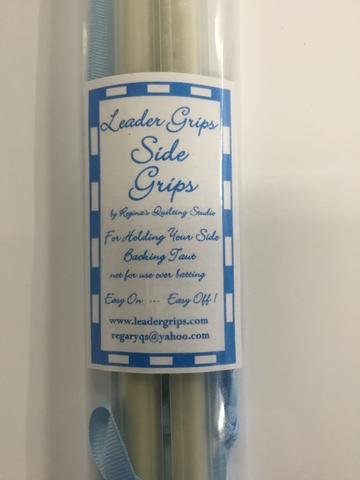 Leader Grips
Side
Grips
by Regina's Quilting Studio
For Holding Your Side
Backing Taut
not for use over batting
Easy On ... Easy Off!
www.leadergrips.com
regaryqs@yahoo.com